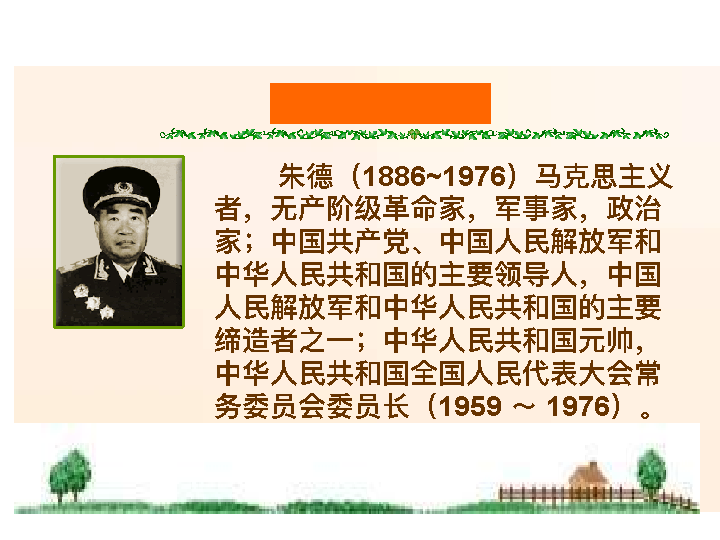 朱德（1886~1976）马克思主义
者，无产阶级革命家，军事家，政治
家；中国共产党、中国人民解放军和
中华人民共和国的主要领导人，中国
人民解放军和中华人民共和国的主要
缔造者之一；中华人民共和国元帅，
中华人民共和国全国人民代表大会常
务委员会委员长（1959 ～ 1976）。